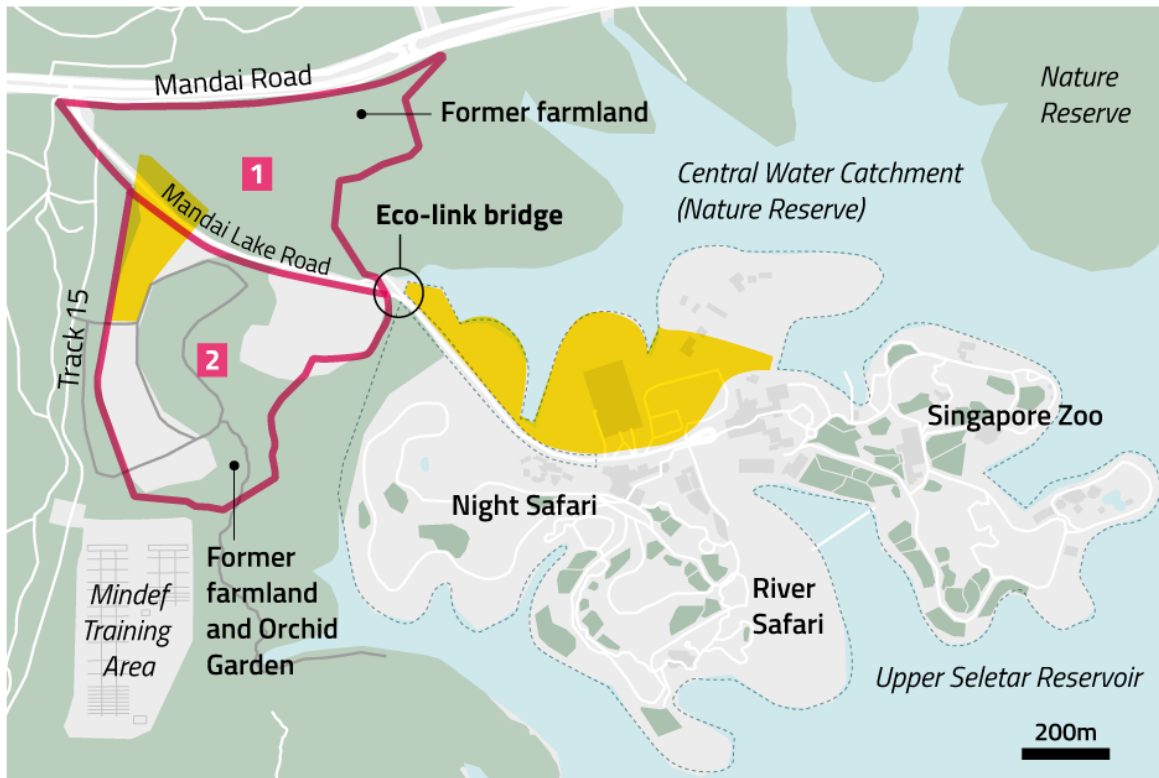 Mandai Road
Former farmland
Nature
Reserve
1
Central Water Catchment
(Nature Reserve)
Mandai Lake Road
Eco-link bridge
Track 15
2
Singapore Zoo
Night Safari
Former
farmland
and Orchid
Garden
Mindef
Training
Area
River
Safari
Upper Seletar Reservoir
200m